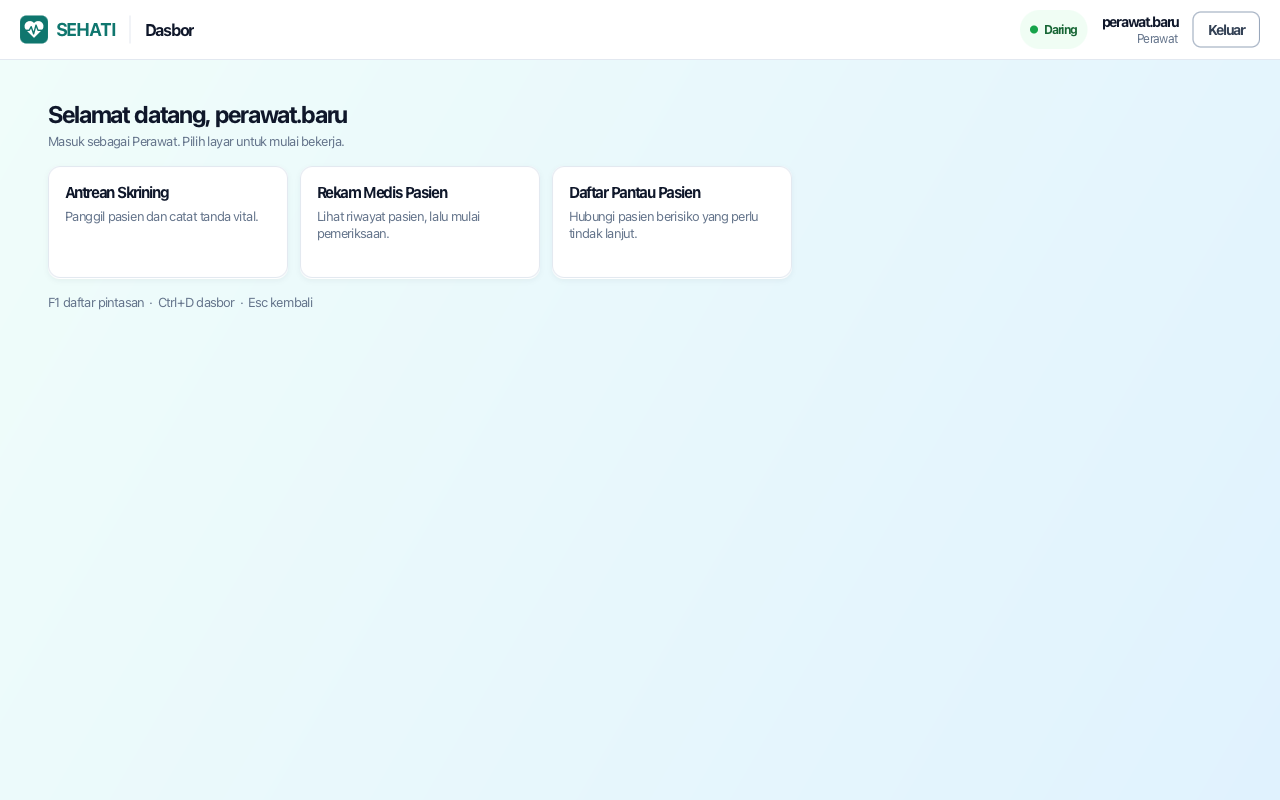 SEHATI
Dasbor
Daring
perawat.baru
Perawat
Keluar
Selamat datang, perawat.baru
Masuk sebagai Perawat. Pilih layar untuk mulai bekerja.
Antrean Skrining
Panggil pasien dan catat tanda vital.
Rekam Medis Pasien
Lihat riwayat pasien, lalu mulai
pemeriksaan.
Daftar Pantau Pasien
Hubungi pasien berisiko yang perlu
tindak lanjut.
F1 daftar pintasan · Ctrl+D dasbor · Esc kembali